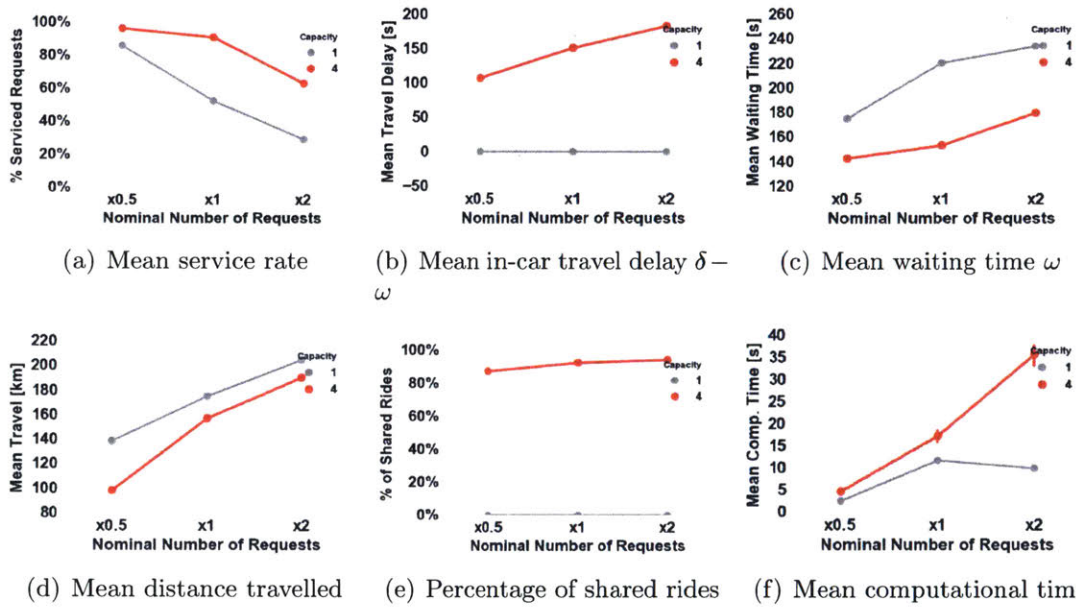 100%
80%
60%
40%
20%
0%
% Serviced Requests
Capacity
1
4
x0.5 x1 x2
Nominal Number of Requests
(a) Mean service rate
200
150
100
50
0
−50
Mean Travel Delay [s]
Capacity
1
4
x0.5 x1 x2
Nominal Number of Requests
(b) Mean in-car travel delay δ−
ω
260
240
220
200
180
160
140
120
Mean Waiting Time [s]
Capacity
1
4
x0.5 x1 x2
Nominal Number of Requests
(c) Mean waiting time ω
220
200
180
160
140
120
100
80
Mean Travel [km]
Capacity
1
4
x0.5 x1 x2
Nominal Number of Requests
(d) Mean distance travelled
100%
80%
60%
40%
20%
0%
% of Shared Rides
Capacity
1
4
x0.5 x1 x2
Nominal Number of Requests
(e) Percentage of shared rides
40
35
30
25
20
15
10
5
0
Mean Comp. Time [s]
Capacity
1
4
x0.5 x1 x2
Nominal Number of Requests
(f) Mean computational tim